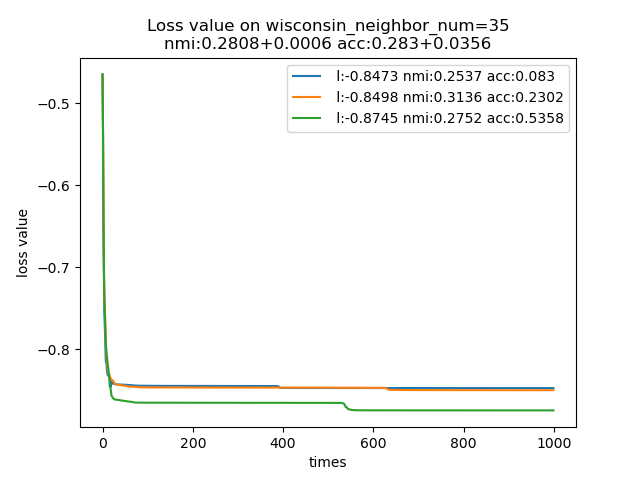 Loss value on wisconsin_neighbor_num=35
nmi:0.2808+0.0006 acc:0.283+0.0356
l:-0.8473 nmi:0.2537 acc:0.083
l:-0.8498 nmi:0.3136 acc:0.2302
l:-0.8745 nmi:0.2752 acc:0.5358
−0.5
−0.6
−0.7
−0.8
loss value
0 200 400 600 800 1000
times